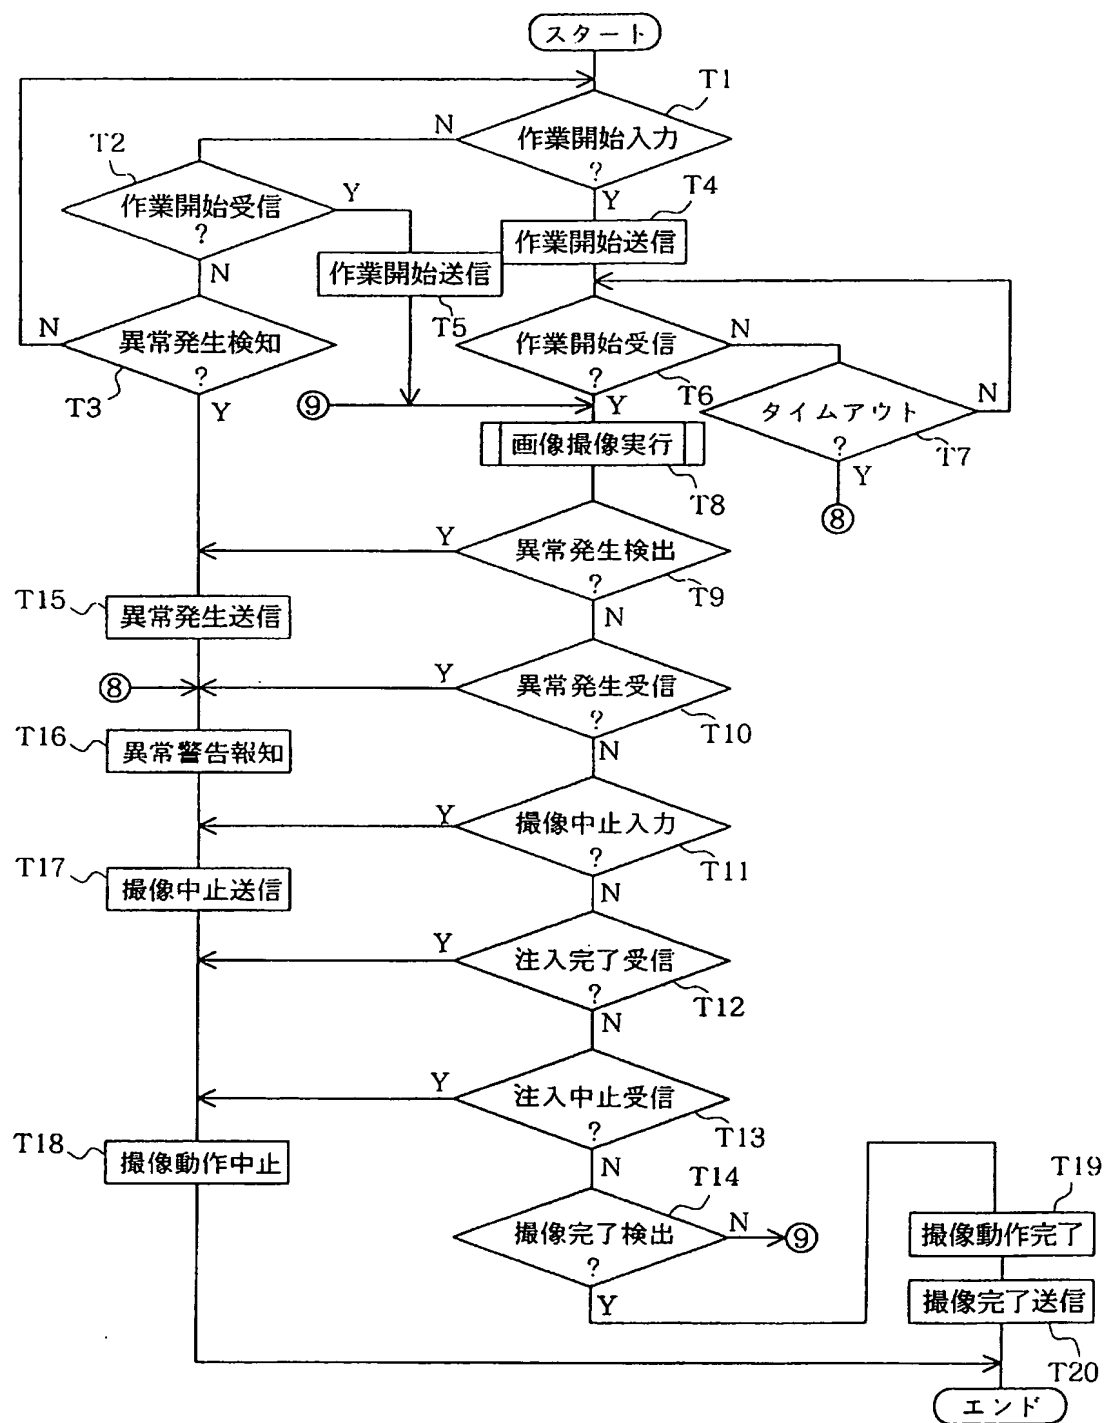 スタート
T1
N
作業開始入力
?
Y
T2
作業開始受信
?
Y
N
T4
作業開始送信
作業開始送信
T5
N
異常発生検知
?
T3
Y
作業開始受信
?
N
T6
Y
タイムアウト
?
N
T7
Y
⑧
⑨
画像撮像実行
T8
Y
異常発生検出
?
T9
N
T15
異常発生送信
⑧
Y
異常発生受信
?
T10
N
T16
異常警告報知
Y
撮像中止入力
?
T11
N
T17
撮像中止送信
Y
注入完了受信
?
T12
N
Y
注入中止受信
?
T13
N
T18
撮像動作中止
T14
撮像完了検出
?
N
⑨
Y
T19
撮像動作完了
撮像完了送信
T20
エンド